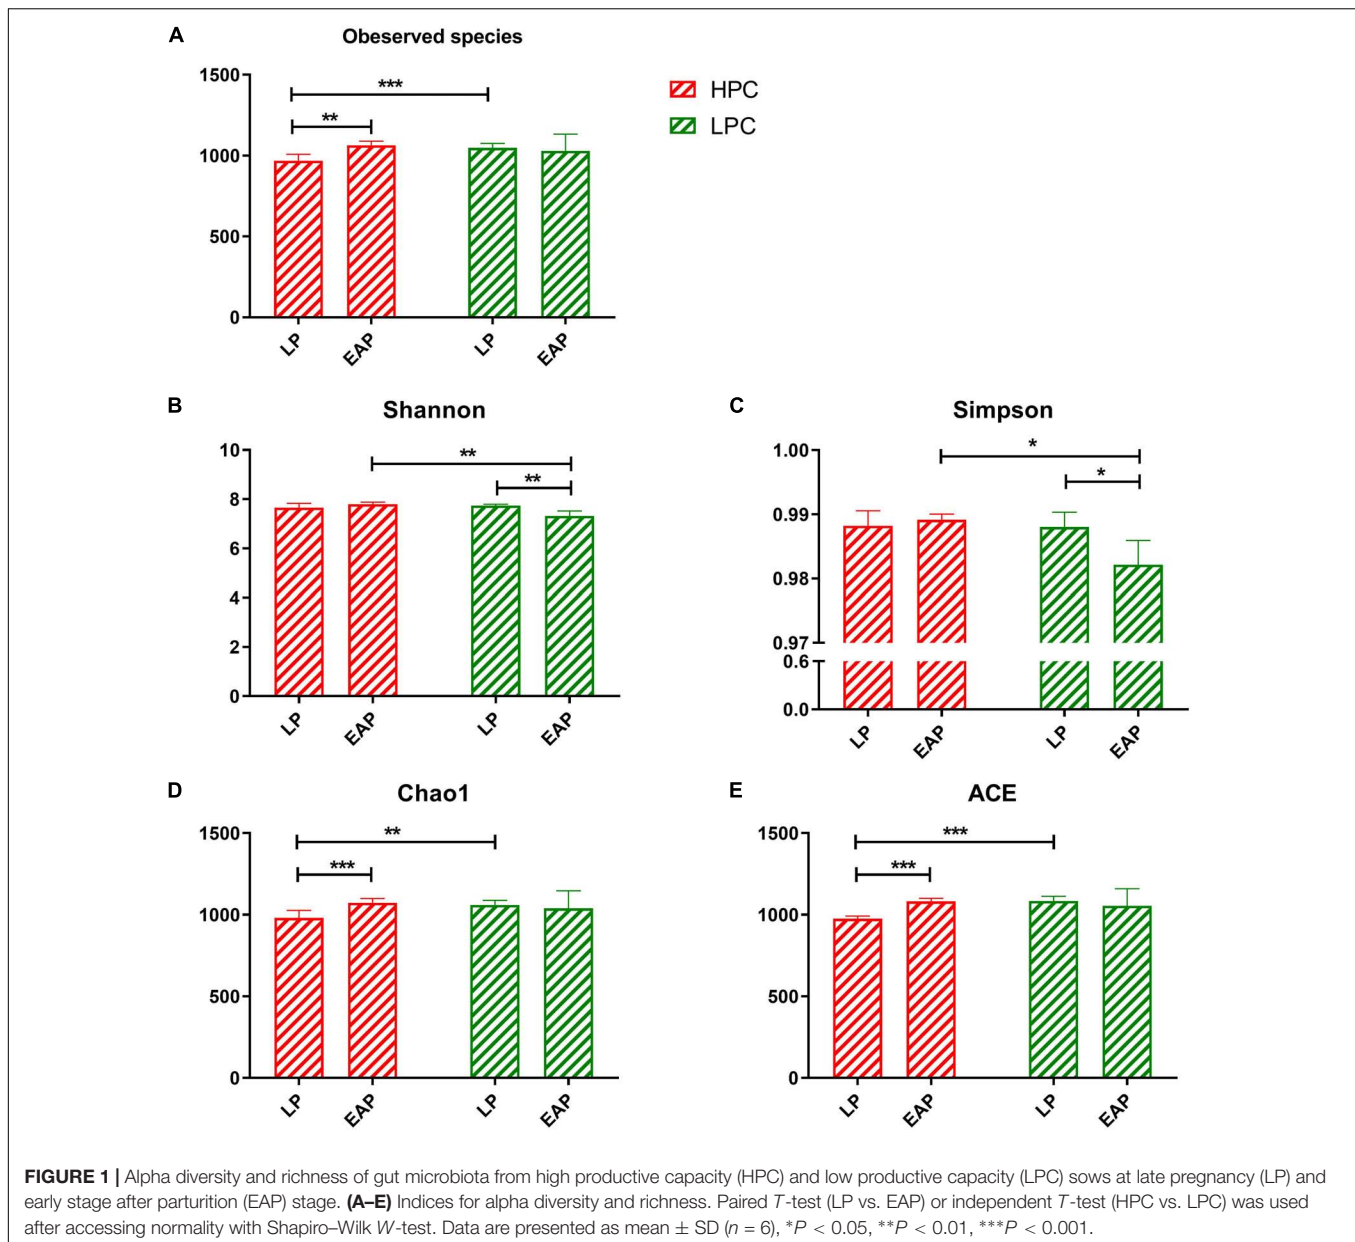 A
Obeserved species
1500
1000
500
0
***
**
LP
EAP
LP
EAP
HPC
LPC
B
Shannon
10
8
6
4
2
0
**
**
LP
EAP
LP
EAP
C
Simpson
1.00
0.99
0.98
0.97
0.6
0.0
*
*
LP
EAP
LP
EAP
D
Chao1
1500
1000
500
0
**
***
LP
EAP
LP
EAP
E
ACE
1500
1000
500
0
***
***
LP
EAP
LP
EAP
FIGURE 1 | Alpha diversity and richness of gut microbiota from high productive capacity (HPC) and low productive capacity (LPC) sows at late pregnancy (LP) and
early stage after parturition (EAP) stage. (A–E) Indices for alpha diversity and richness. Paired T-test (LP vs. EAP) or independent T-test (HPC vs. LPC) was used
after accessing normality with Shapiro–Wilk W-test. Data are presented as mean ± SD (n = 6), *P < 0.05, **P < 0.01, ***P < 0.001.